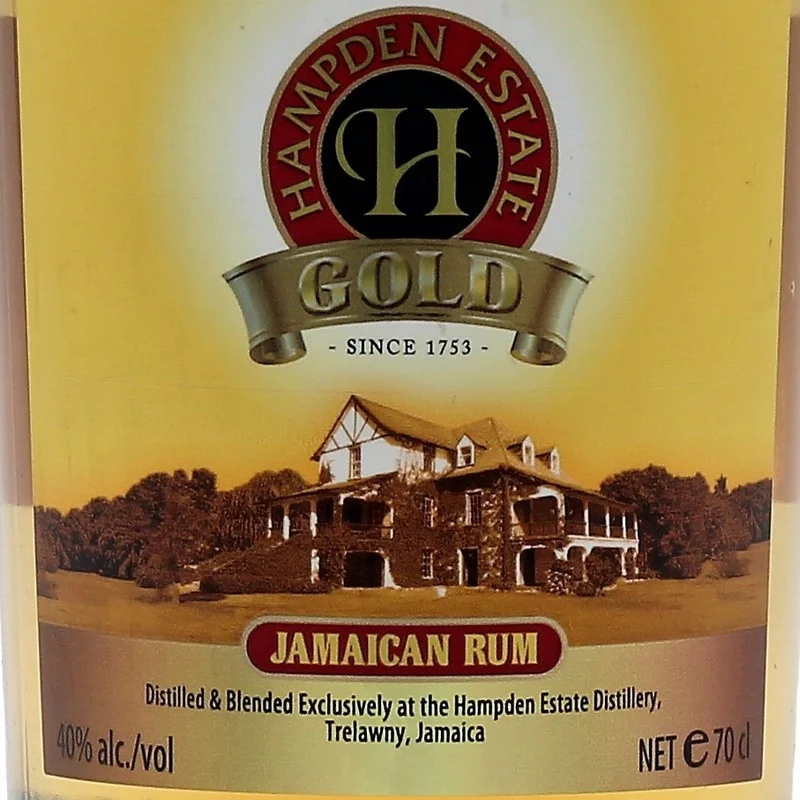 HAMPDEN ESTATE
H
GOLD
- SINCE 1753 -
JAMAICAN RUM
Distilled & Blended Exclusively at the Hampden Estate Distillery,
Trelawny, Jamaica
40% alc./vol
NET e 70 cl